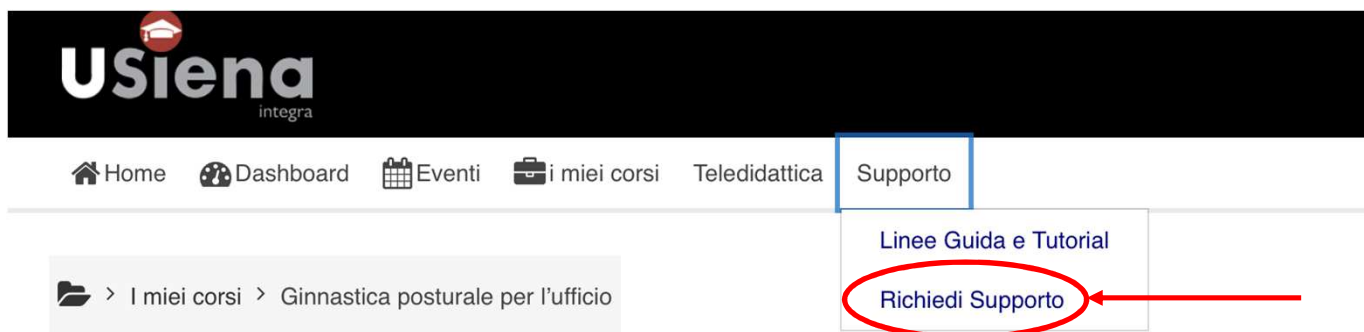 USiena
integra
Home Dashboard Eventi i miei corsi Teledidattica Supporto
Linee Guida e Tutorial
> I miei corsi > Ginnastica posturale per l'ufficio
Richiedi Supporto